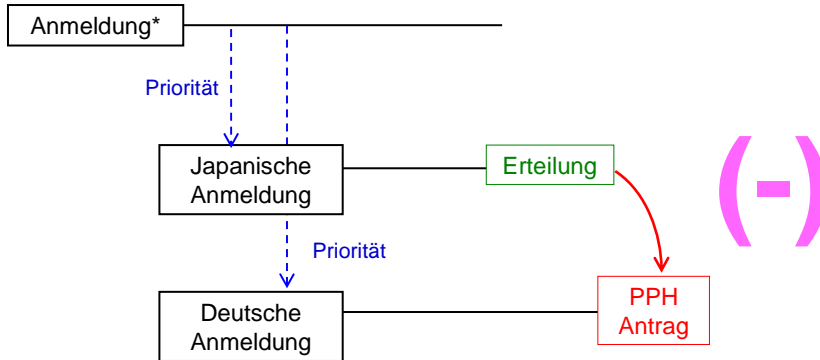 Anmeldung*
Priorität
Japanische
Anmeldung
Erteilung
(-)
Priorität
Deutsche
Anmeldung
PPH
Antrag